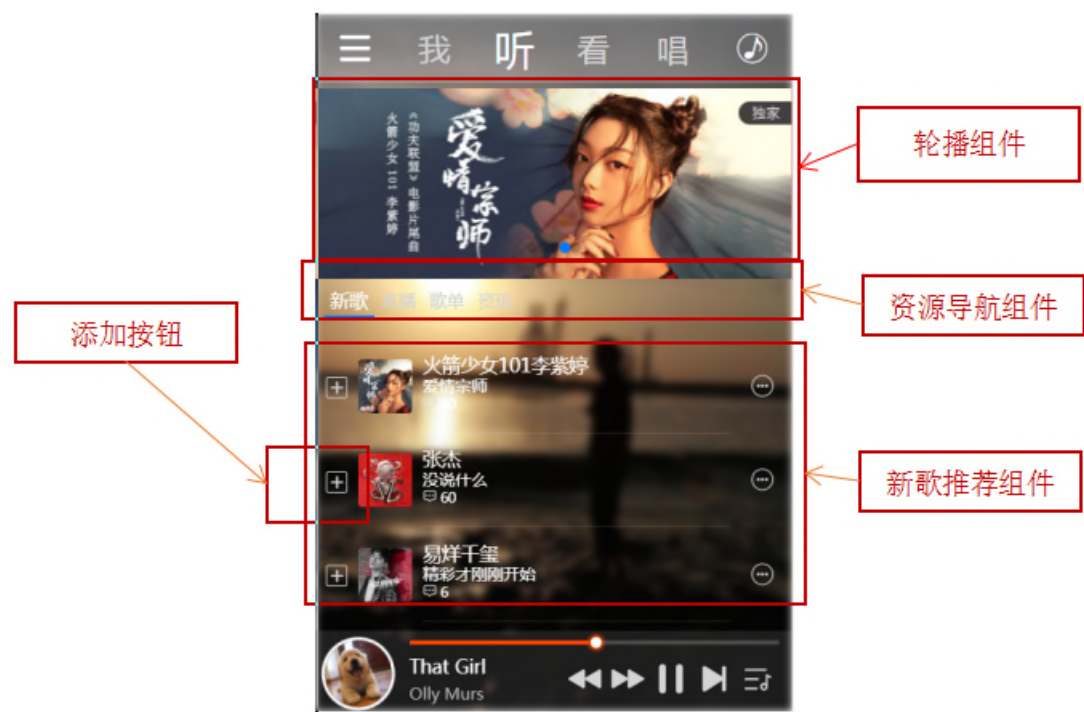 我 听 看 唱
独家
愛情宗师
《功夫联盟》电影片尾曲
火箭少女101 李紫婷
轮播组件
新歌 歌单 资讯
资源导航组件
添加按钮
火箭少女101李紫婷
爱情宗师
张杰
没说什么
60
新歌推荐组件
易烊千玺
精彩才刚刚开始
6
That Girl
Olly Murs